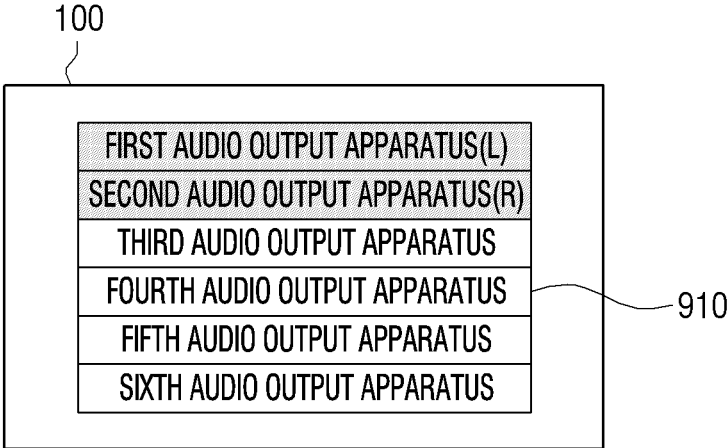 100
FIRST AUDIO OUTPUT APPARATUS(L)
SECOND AUDIO OUTPUT APPARATUS(R)
THIRD AUDIO OUTPUT APPARATUS
FOURTH AUDIO OUTPUT APPARATUS
910
FIFTH AUDIO OUTPUT APPARATUS
SIXTH AUDIO OUTPUT APPARATUS